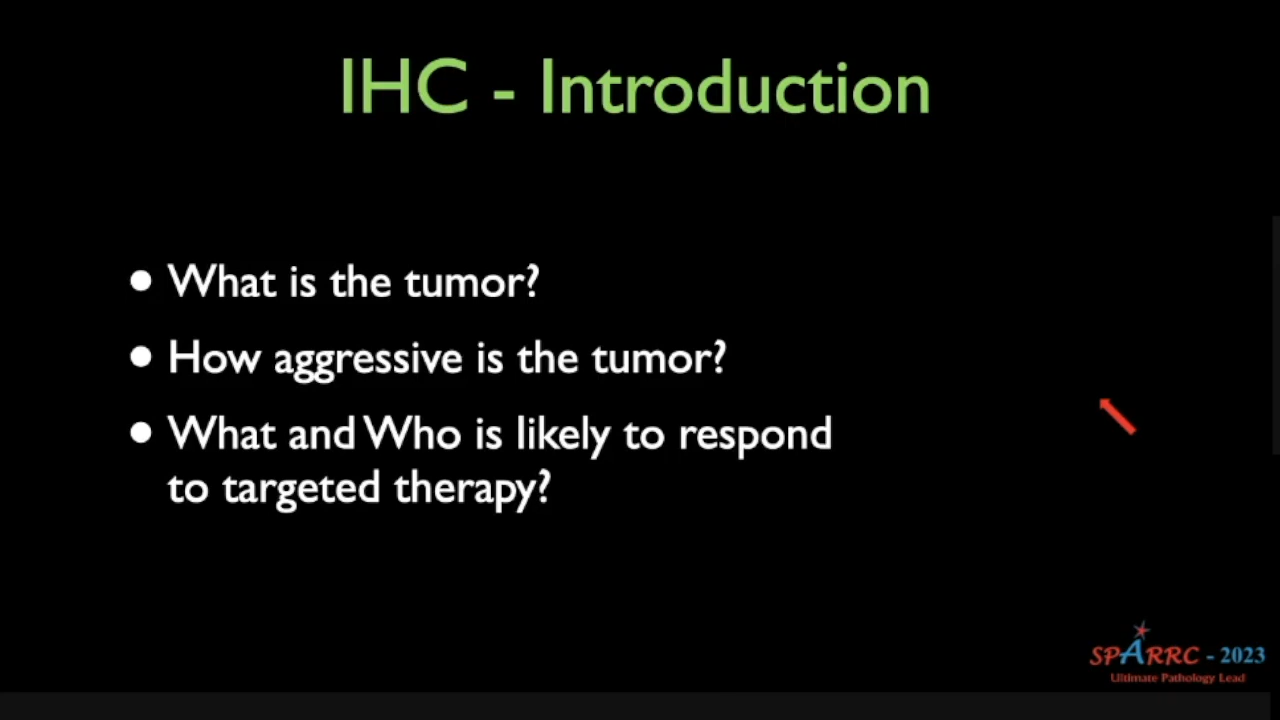 IHC - Introduction
• What is the tumor?
• How aggressive is the tumor?
• What and Who is likely to respond
to targeted therapy?
SPARRC - 2023
Ultimate Pathology Lead